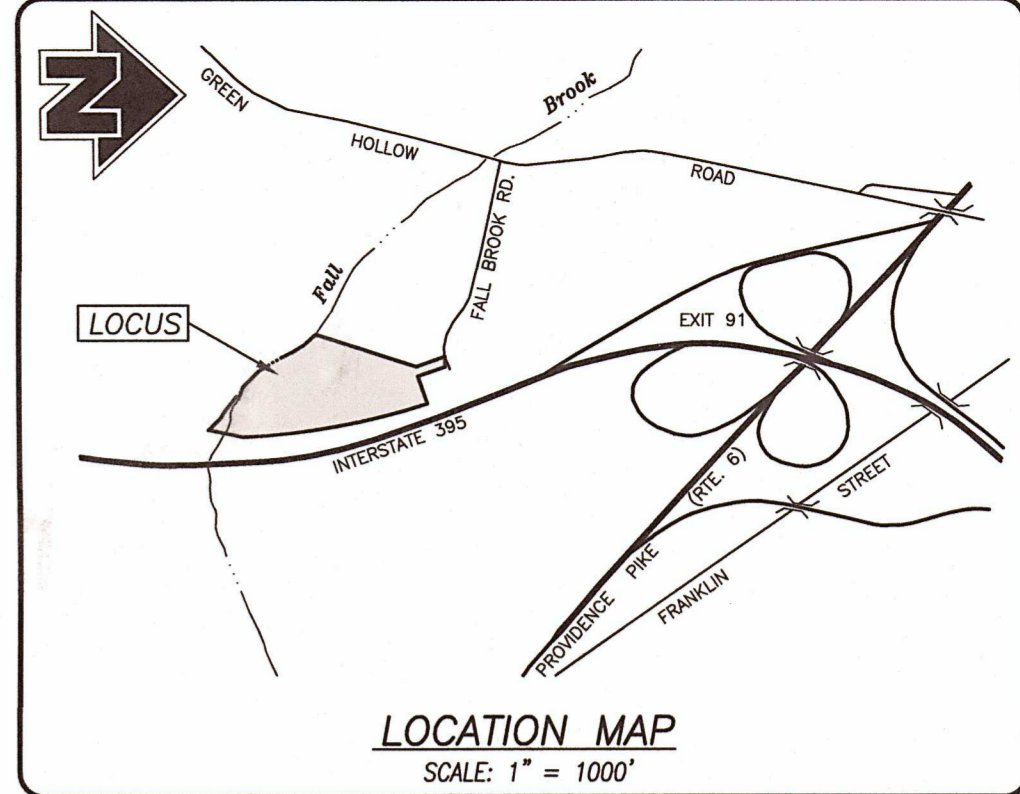 N
GREEN
HOLLOW
ROAD
Brook
Fall
FALL BROOK RD.
LOCUS
EXIT 91
INTERSTATE 395
(RTE. 6)
PROVIDENCE PIKE
FRANKLIN STREET
LOCATION MAP
SCALE: 1" = 1000'